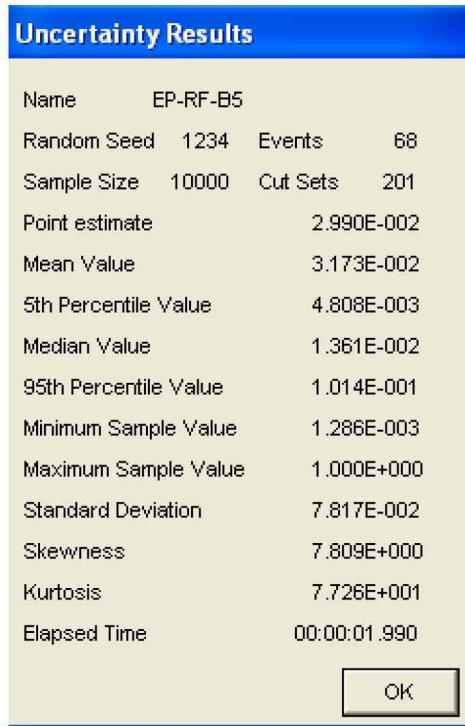 Uncertainty Results
Name EP-RF-B5
Random Seed 1234 Events 68
Sample Size 10000 Cut Sets 201
Point estimate 2.990E-002
Mean Value 3.173E-002
5th Percentile Value 4.808E-003
Median Value 1.361E-002
95th Percentile Value 1.014E-001
Minimum Sample Value 1.286E-003
Maximum Sample Value 1.000E+000
Standard Deviation 7.817E-002
Skewness 7.809E+000
Kurtosis 7.726E+001
Elapsed Time 00:00:01.990
OK